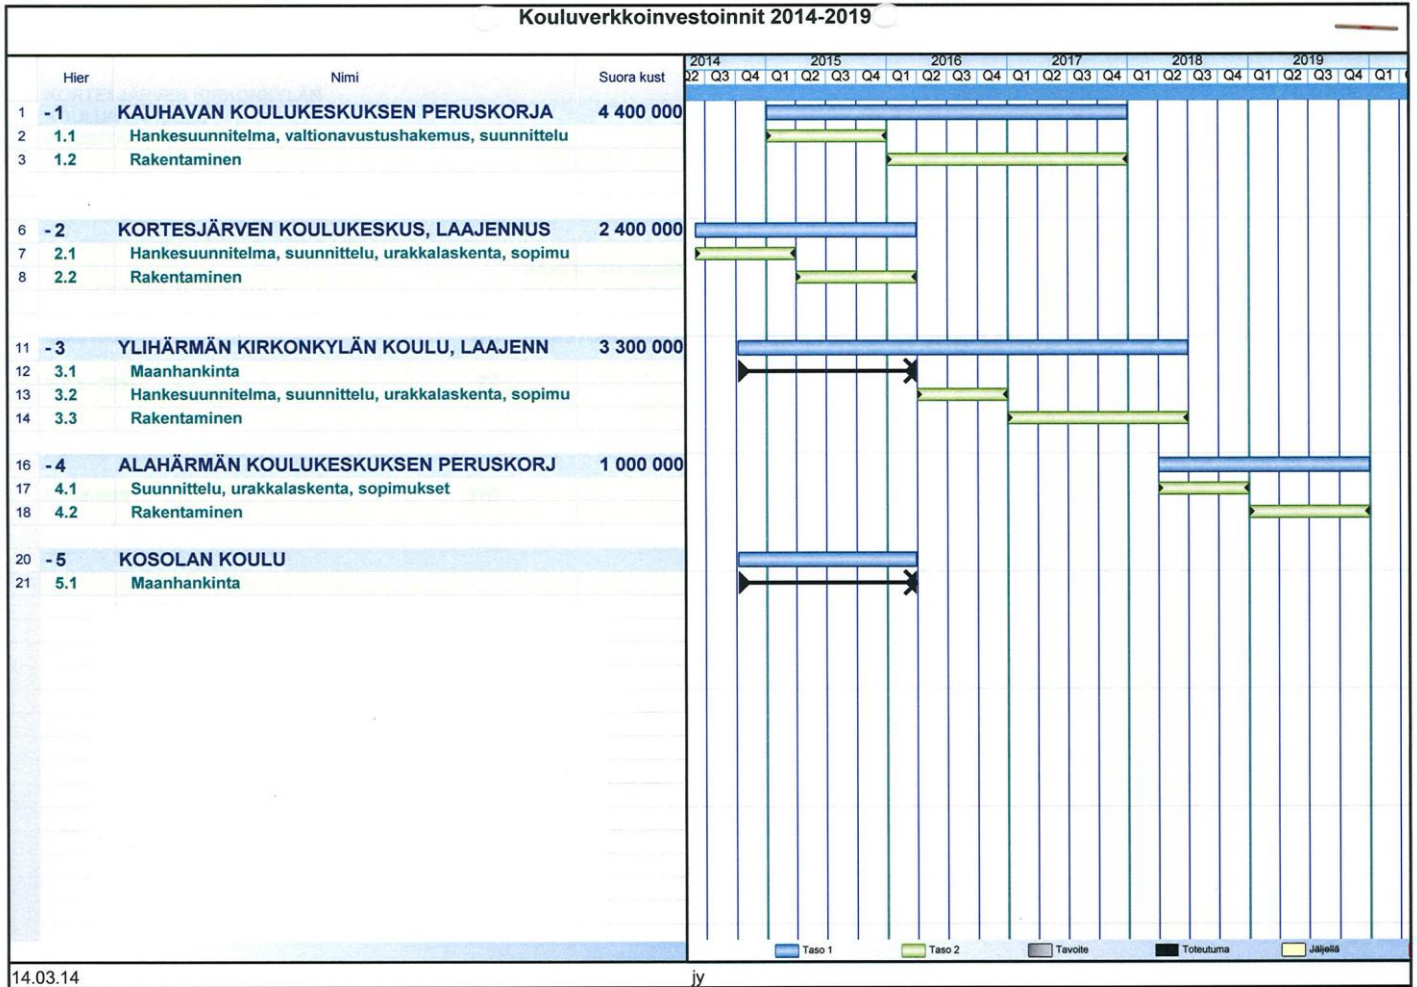 Kouluverkkoinvestoinnit 2014-2019
2014 2015 2016 2017 2018 2019
Hier Nimi Suora kust Q2 Q3 Q4 Q1 Q2 Q3 Q4 Q1 Q2 Q3 Q4 Q1 Q2 Q3 Q4 Q1 Q2 Q3 Q4 Q1 Q2 Q3 Q4 Q1
1 - 1 KAUHAVAN KOULUKESKUKSEN PERUSKORJA 4 400 000
2 1.1 Hankesuunnitelma, valtionavustushakemus, suunnittelu
3 1.2 Rakentaminen
6 - 2 KORTESJÄRVEN KOULUKESKUS, LAAJENNUS 2 400 000
7 2.1 Hankesuunnitelma, suunnittelu, urakkalaskenta, sopimu
8 2.2 Rakentaminen
11 - 3 YLIHÄRMÄN KIRKONKYLÄN KOULU, LAAJENN 3 300 000
12 3.1 Maanhankinta
13 3.2 Hankesuunnitelma, suunnittelu, urakkalaskenta, sopimu
14 3.3 Rakentaminen
16 - 4 ALAHÄRMÄN KOULUKESKUKSEN PERUSKORJ 1 000 000
17 4.1 Suunnittelu, urakkalaskenta, sopimukset
18 4.2 Rakentaminen
20 - 5 KOSOLAN KOULU
21 5.1 Maanhankinta
Taso 1 Taso 2 Tavoite Toteutuma Jäljellä
14.03.14 jy